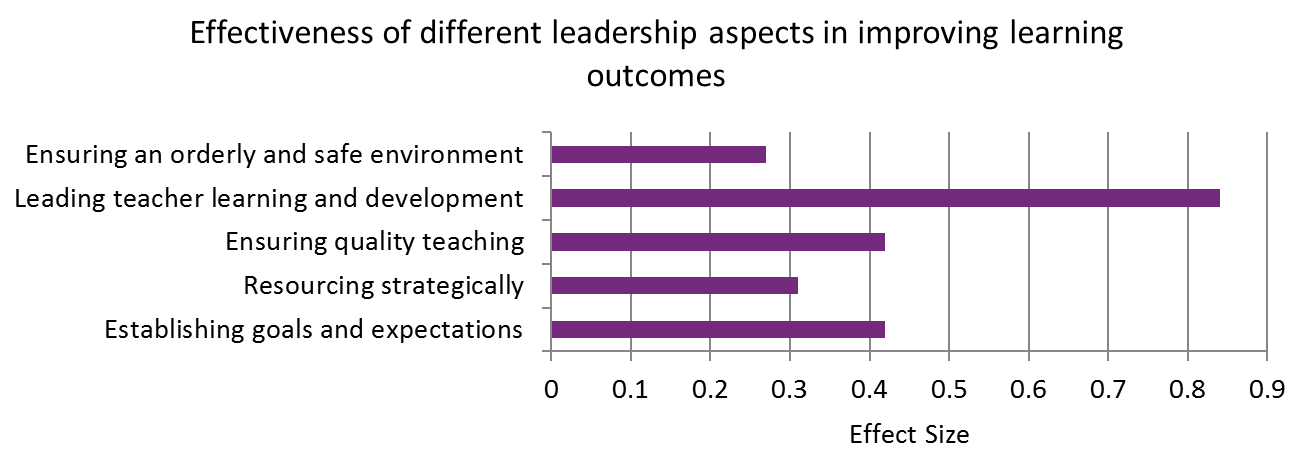 Effectiveness of different leadership aspects in improving learning
outcomes
Ensuring an orderly and safe environment
Leading teacher learning and development
Ensuring quality teaching
Resourcing strategically
Establishing goals and expectations
0 0.1 0.2 0.3 0.4 0.5 0.6 0.7 0.8 0.9
Effect Size